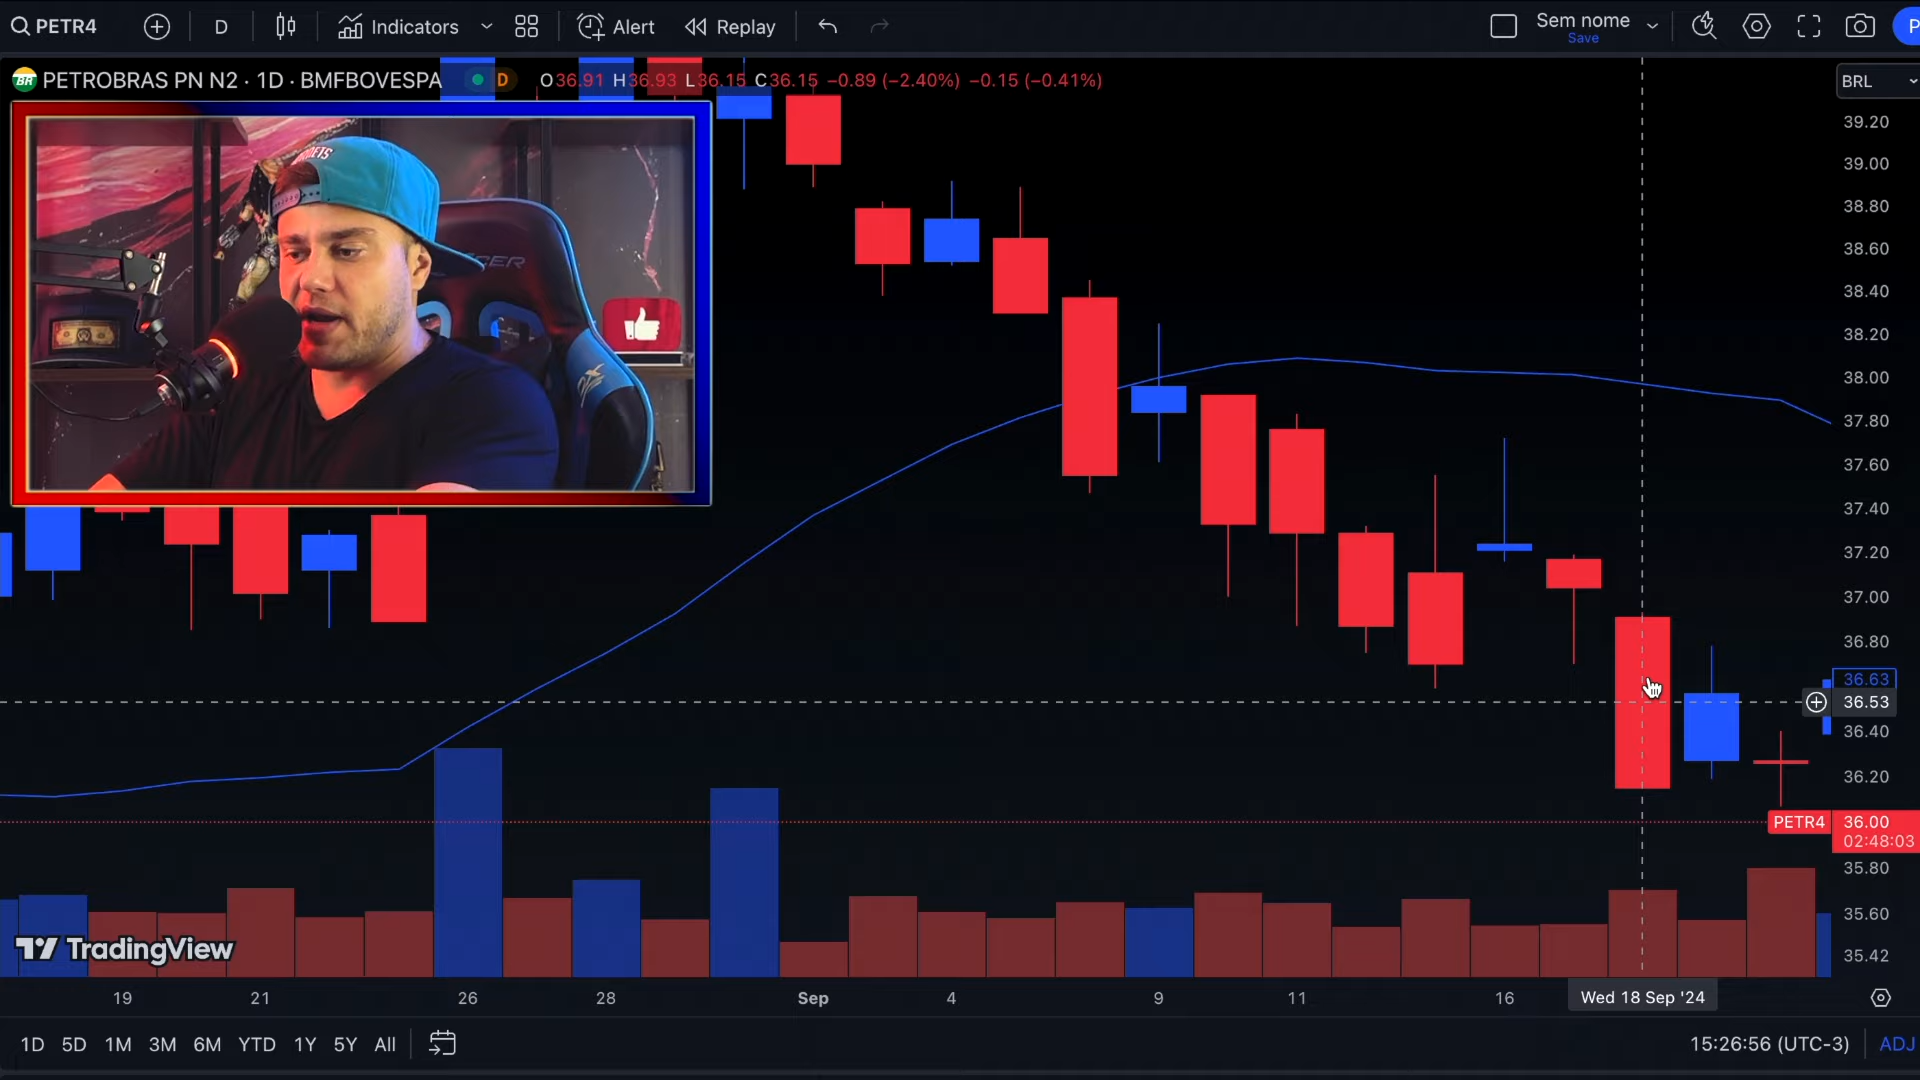 PETR4
D
Indicators
Alert
Replay
Sem nome
Save
P
BR PETROBRAS PN N2 · 1D · BMFBOVESPA
D
O36.91 H36.93 L36.15 C36.15 −0.89 (−2.40%) −0.15 (−0.41%)
BRL
39.20
39.00
38.80
38.60
38.40
38.20
38.00
37.80
37.60
37.40
37.20
37.00
36.80
36.63
36.53
36.40
36.20
PETR4 36.00
02:48:03
35.80
35.60
35.42
TradingView
19
21
26
28
Sep
4
9
11
16
Wed 18 Sep '24
1D
5D
1M
3M
6M
YTD
1Y
5Y
All
15:26:56 (UTC-3)
ADJ